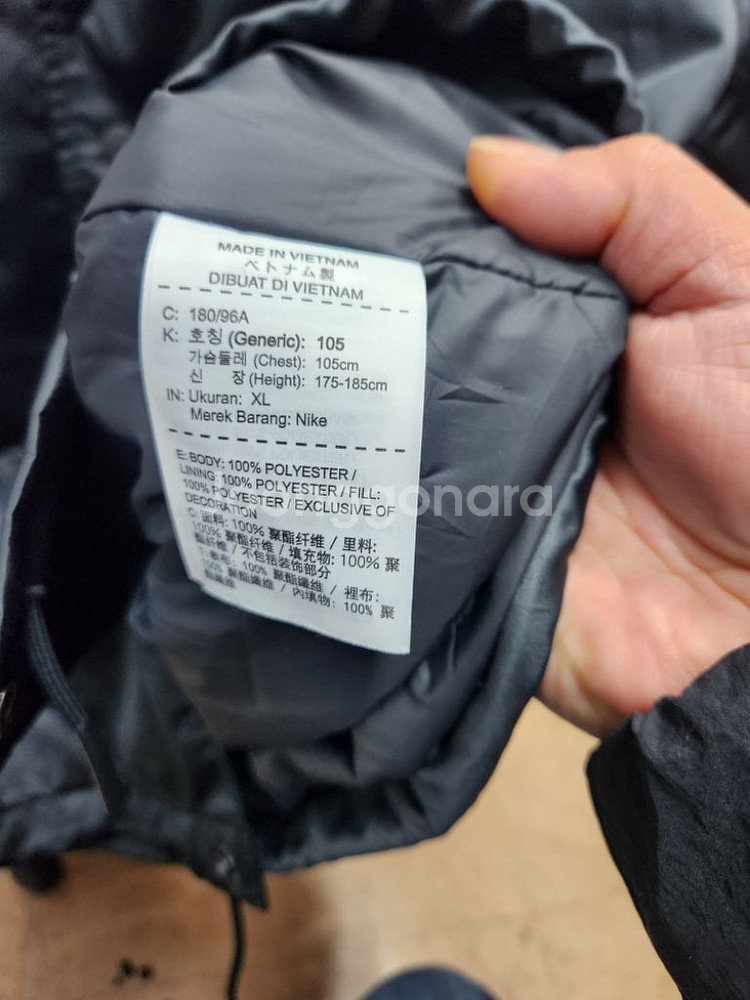 MADE IN VIETNAM
ベトナム製
DIBUAT DI VIETNAM
C: 180/96A
K: 호칭 (Generic): 105
가슴둘레 (Chest): 105cm
신 장 (Height): 175-185cm
IN: Ukuran: XL
Merek Barang: Nike
E: BODY: 100% POLYESTER /
LINING: 100% POLYESTER / FILL:
100% POLYESTER / EXCLUSIVE OF
DECORATION
C: 面料: 100% 聚酯纤维 / 里料:
100% 聚酯纤维 / 填充物: 100% 聚
酯纤维 / 不包括装饰部分
T: 表布: 100% 聚酯纖維 / 裡布:
100% 聚酯纖維 / 內填物: 100% 聚
酯纖維
ggonara